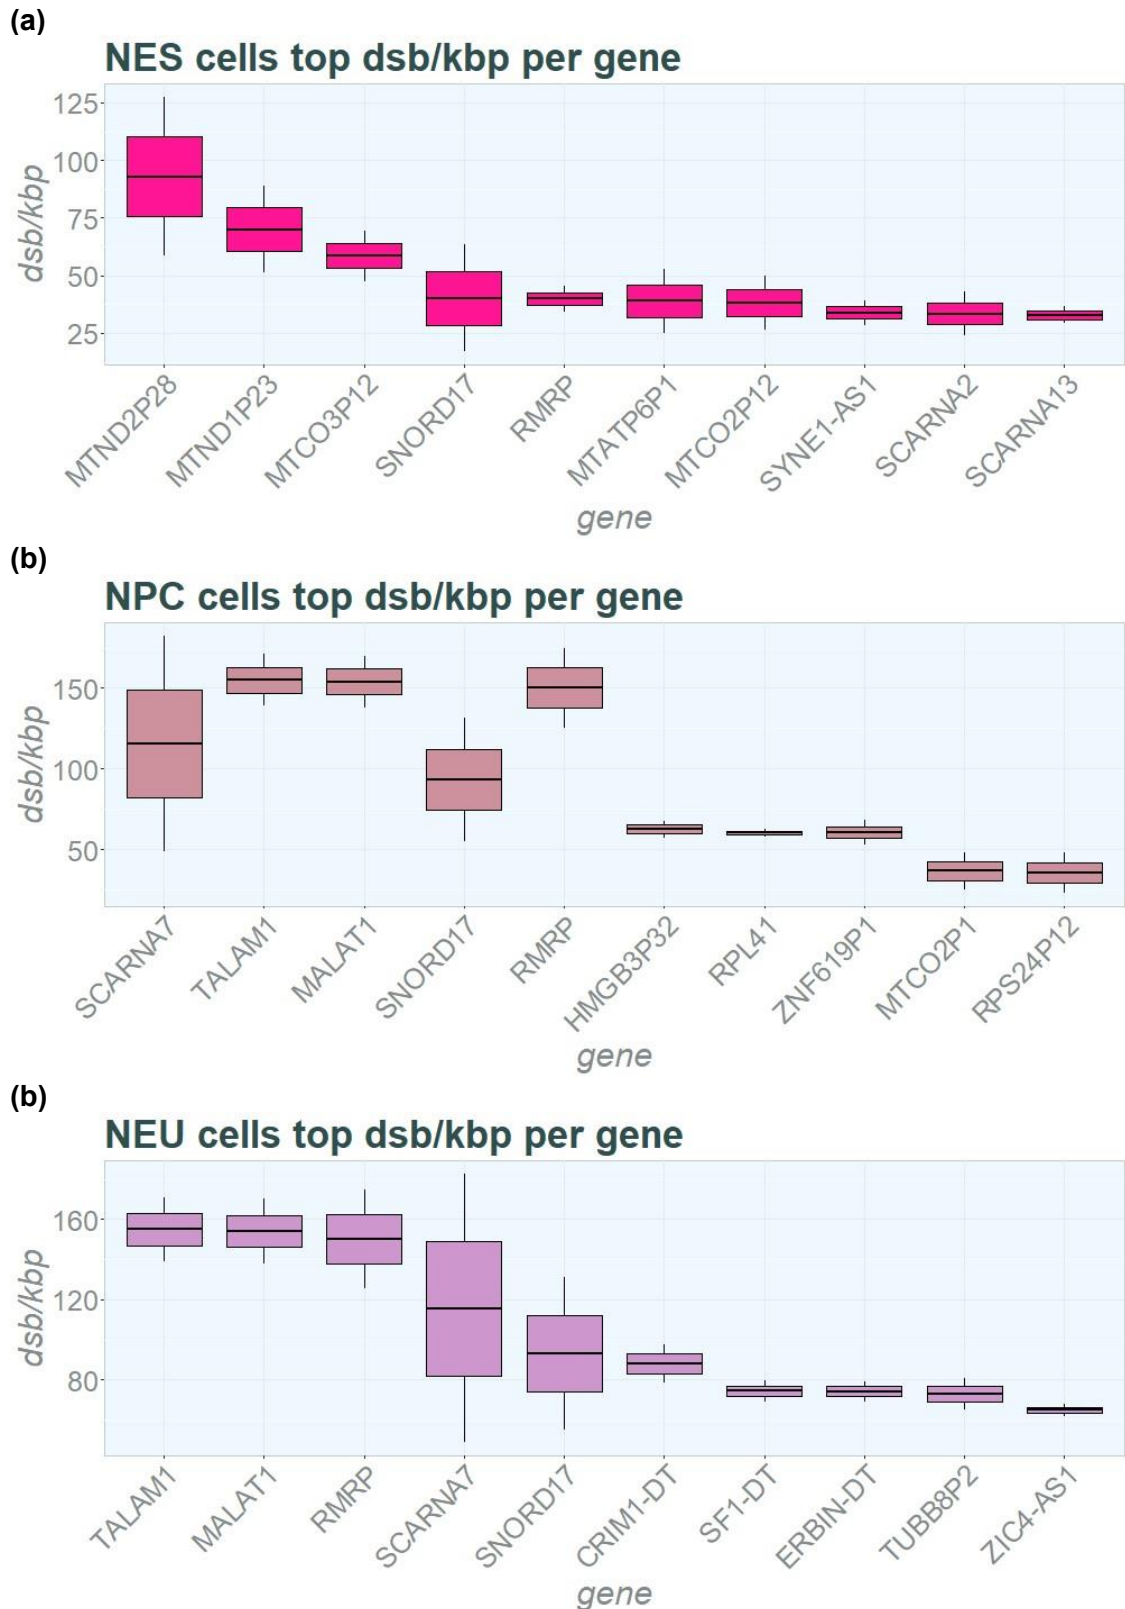 (a)
NES cells top dsb/kbp per gene
dsb/kbp
125
100
75
50
25
MTND2P28
MTND1P23
MTCO3P12
SNORD17
RMRP
MTATP6P1
MTCO2P12
SYNE1-AS1
SCARNA2
SCARNA13
gene
(b)
NPC cells top dsb/kbp per gene
dsb/kbp
150
100
50
SCARNA7
TALAM1
MALAT1
SNORD17
RMRP
HMGB3P32
RPL41
ZNF619P1
MTCO2P1
RPS24P12
gene
(b)
NEU cells top dsb/kbp per gene
dsb/kbp
160
120
80
TALAM1
MALAT1
RMRP
SCARNA7
SNORD17
CRIM1-DT
SF1-DT
ERBIN-DT
TUBB8P2
ZIC4-AS1
gene